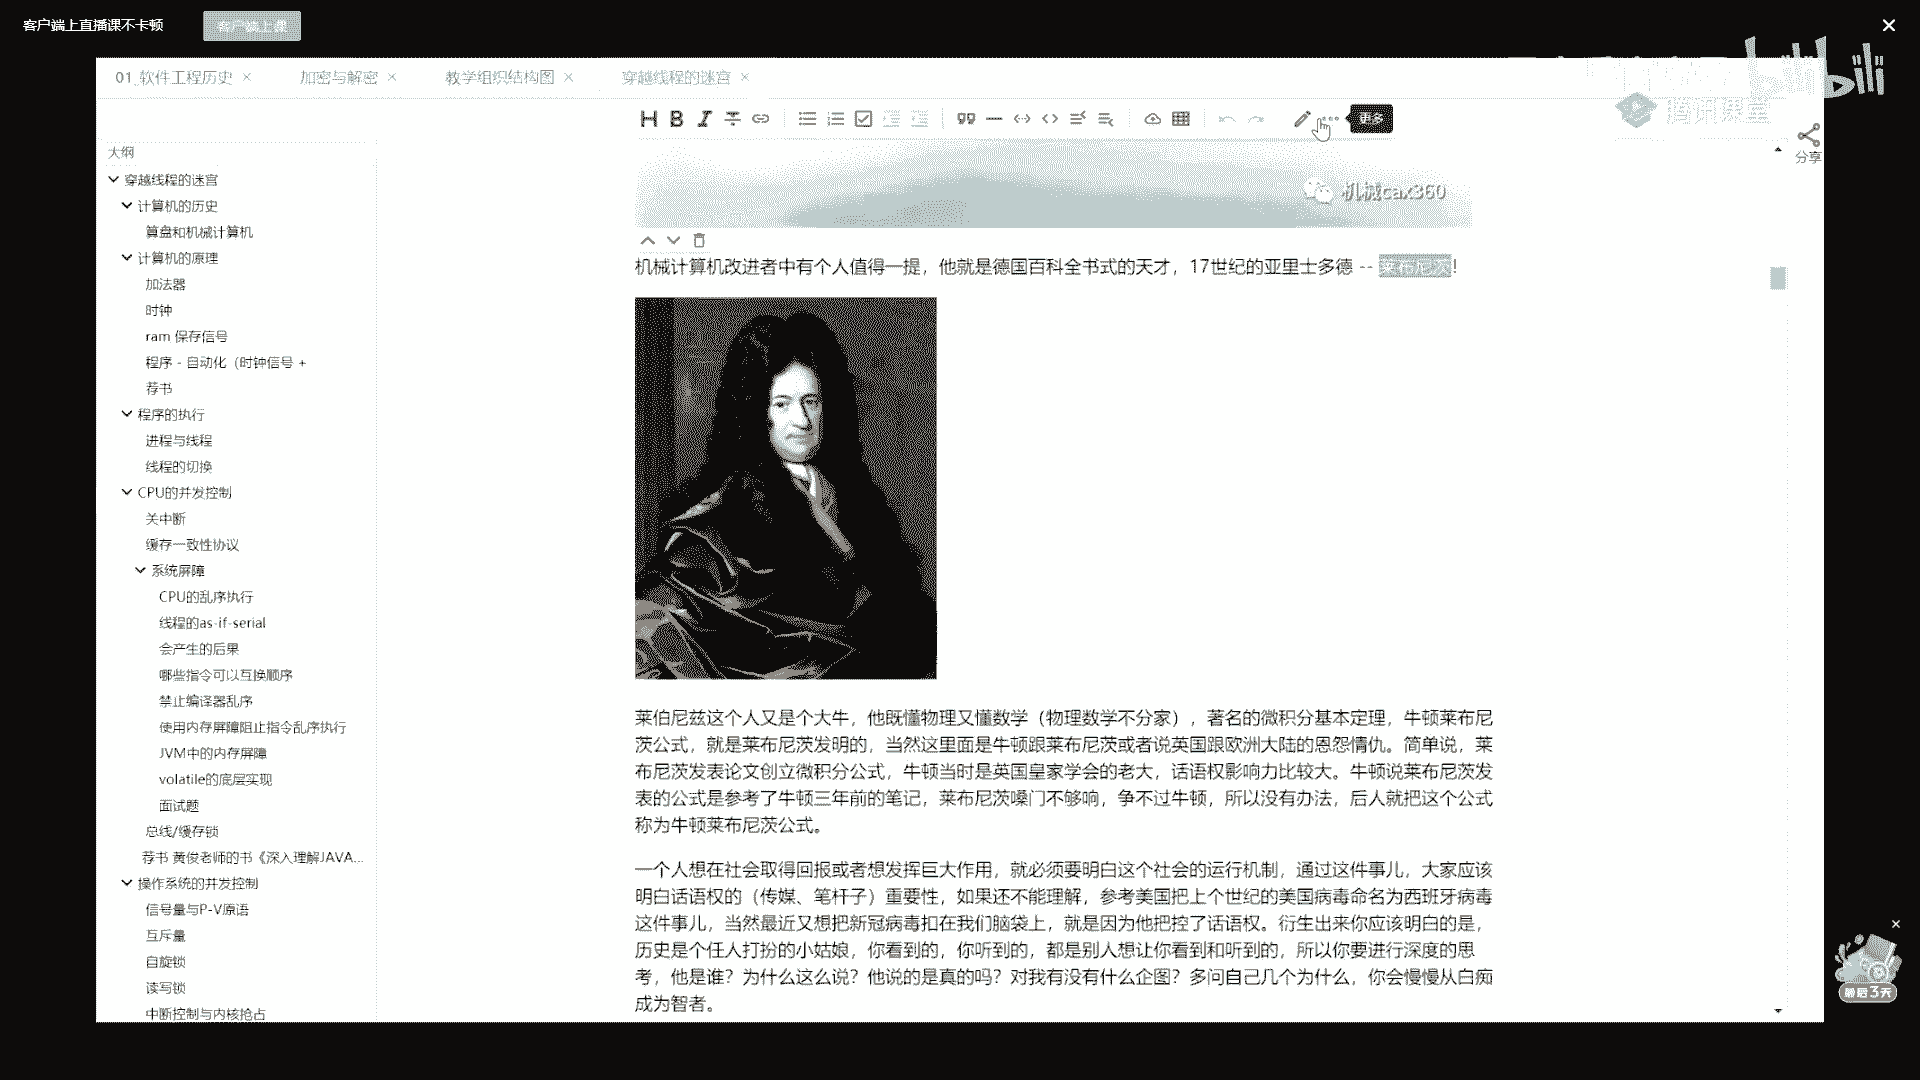 客户端上直播课不卡顿
客户端上课
bilibili
01_软件工程历史
加密与解密
教学组织结构图
穿越线程的迷宫
腾讯课堂
更多
分享
大纲
穿越线程的迷宫
计算机的历史
算盘和机械计算机
计算机的原理
加法器
时钟
ram 保存信号
程序 - 自动化（时钟信号 +
荐书
程序的执行
进程与线程
线程的切换
CPU的并发控制
关中断
缓存一致性协议
系统屏障
CPU的乱序执行
线程的as-if-serial
会产生的后果
哪些指令可以互换顺序
禁止编译器乱序
使用内存屏障阻止指令乱序执行
JVM中的内存屏障
volatile的底层实现
面试题
总线/缓存锁
荐书 黄俊老师的书《深入理解JAVA...
操作系统的并发控制
信号量与P-V原语
互斥量
自旋锁
读写锁
中断控制与内核抢占
机械cax360
机械计算机改进者中有个人值得一提，他就是德国百科全书式的天才，17世纪的亚里士多德 -- 莱布尼茨!
莱伯尼兹这个人又是个大牛，他既懂物理又懂数学（物理数学不分家），著名的微积分基本定理，牛顿莱布尼
茨公式，就是莱布尼茨发明的，当然这里面是牛顿跟莱布尼茨或者说英国跟欧洲大陆的恩怨情仇。简单说，莱
布尼茨发表论文创立微积分公式，牛顿当时是英国皇家学会的老大，话语权影响力比较大。牛顿说莱布尼茨发
表的公式是参考了牛顿三年前的笔记，莱布尼茨嗓门不够响，争不过牛顿，所以没有办法，后人就把这个公式
称为牛顿莱布尼茨公式。
一个人想在社会取得回报或者想发挥巨大作用，就必须要明白这个社会的运行机制，通过这件事儿，大家应该
明白话语权的（传媒、笔杆子）重要性，如果还不能理解，参考美国把上个世纪的美国病毒命名为西班牙病毒
这件事儿，当然最近又想把新冠病毒扣在我们脑袋上，就是因为他把控了话语权。衍生出来你应该明白的是，
历史是个任人打扮的小姑娘，你看到的，你听到的，都是别人想让你看到和听到的，所以你要进行深度的思
考，他是谁？为什么这么说？他说的是真的吗？对我有没有什么企图？多问自己几个为什么，你会慢慢从白痴
成为智者。
最后3天